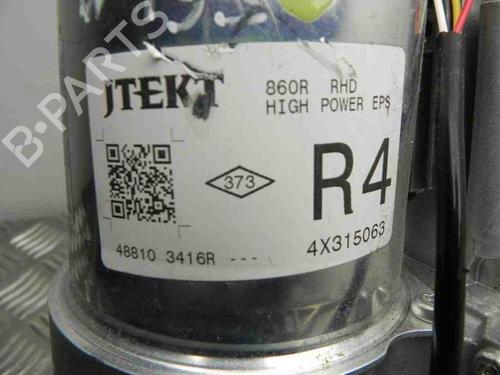 JTEKT
860R RHD
HIGH POWER EPS
373
R4
48810 3416R ---
4X315063
B-PARTS